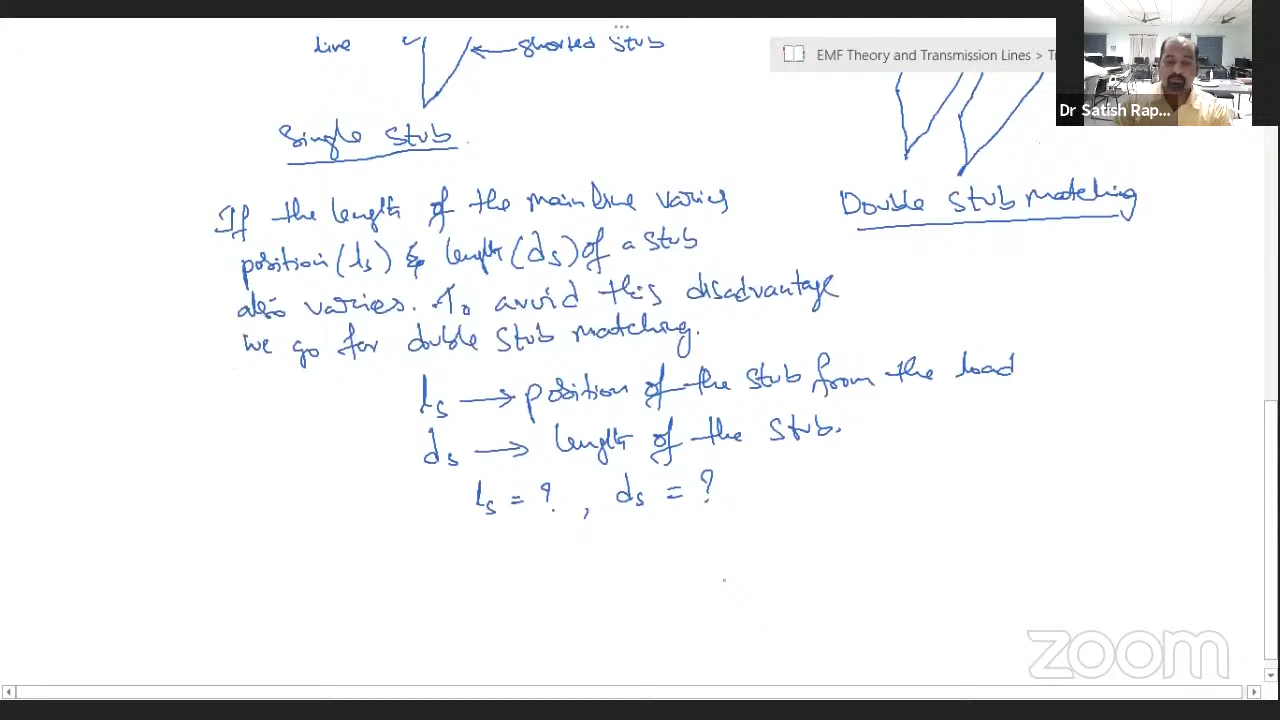 Line
shorted stub
Single Stub
EMF Theory and Transmission Lines > T
Dr Satish Rap...
Double Stub matching
If the length of the main line varies
position (ls) & length (ds) of a stub
also varies. To avoid this disadvantage
we go for double stub matching.
ls → position of the stub from the load
ds → length of the stub.
ls = ? , ds = ?
zoom